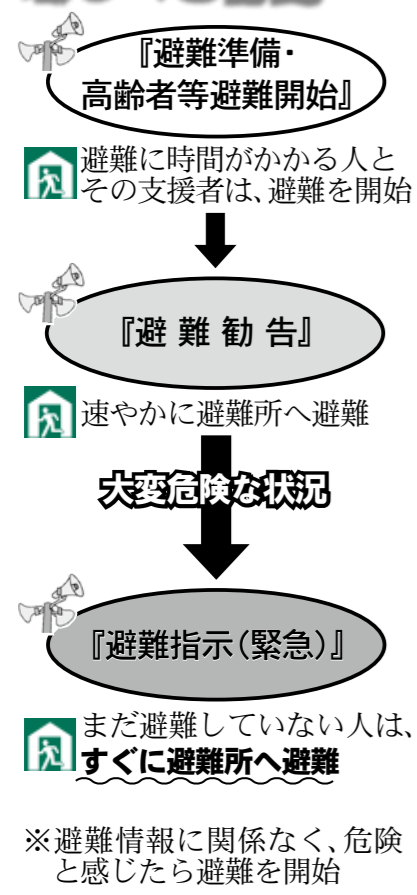 『避難準備・
高齢者等避難開始』
避難に時間がかかる人と
その支援者は、避難を開始
『避難勧告』
速やかに避難所へ避難
大変危険な状況
『避難指示（緊急）』
まだ避難していない人は、
すぐに避難所へ避難
※避難情報に関係なく、危険
と感じたら避難を開始